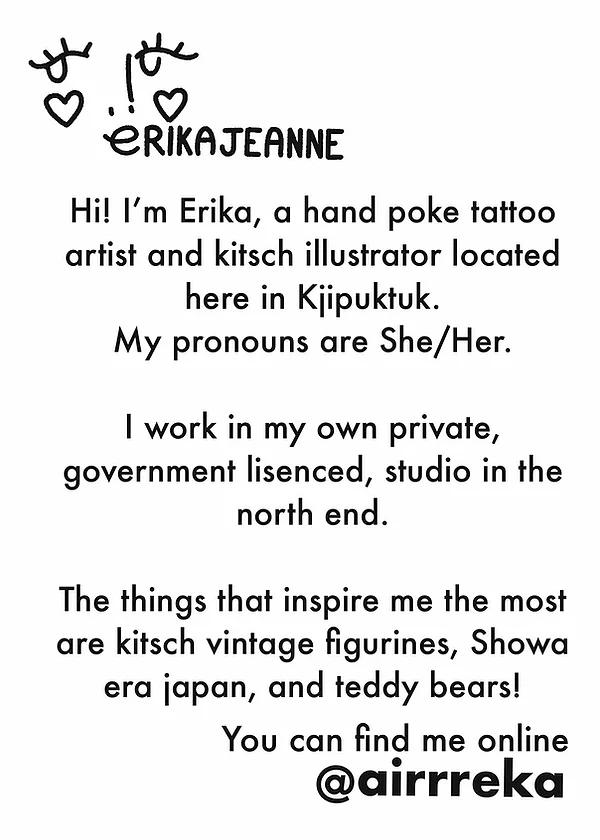 ERIKAJEANNE
Hi! I’m Erika, a hand poke tattoo
artist and kitsch illustrator located
here in Kjipuktuk.
My pronouns are She/Her.
I work in my own private,
government lisenced, studio in the
north end.
The things that inspire me the most
are kitsch vintage figurines, Showa
era japan, and teddy bears!
You can find me online
@airrreka